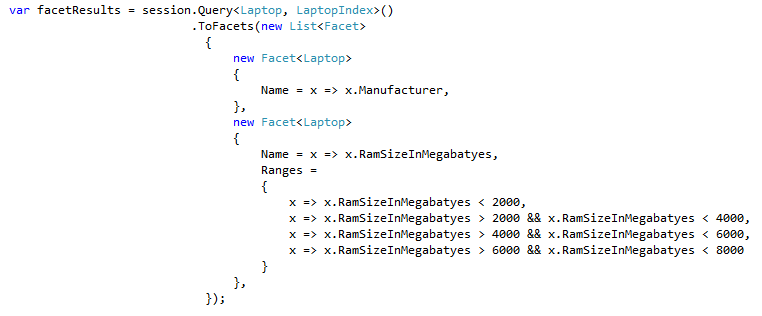 var facetResults = session.Query<Laptop, LaptopIndex>()
.ToFacets(new List<Facet>
{
new Facet<Laptop>
{
Name = x => x.Manufacturer,
},
new Facet<Laptop>
{
Name = x => x.RamSizeInMegabatyes,
Ranges =
{
x => x.RamSizeInMegabatyes < 2000,
x => x.RamSizeInMegabatyes > 2000 && x.RamSizeInMegabatyes < 4000,
x => x.RamSizeInMegabatyes > 4000 && x.RamSizeInMegabatyes < 6000,
x => x.RamSizeInMegabatyes > 6000 && x.RamSizeInMegabatyes < 8000
}
},
});